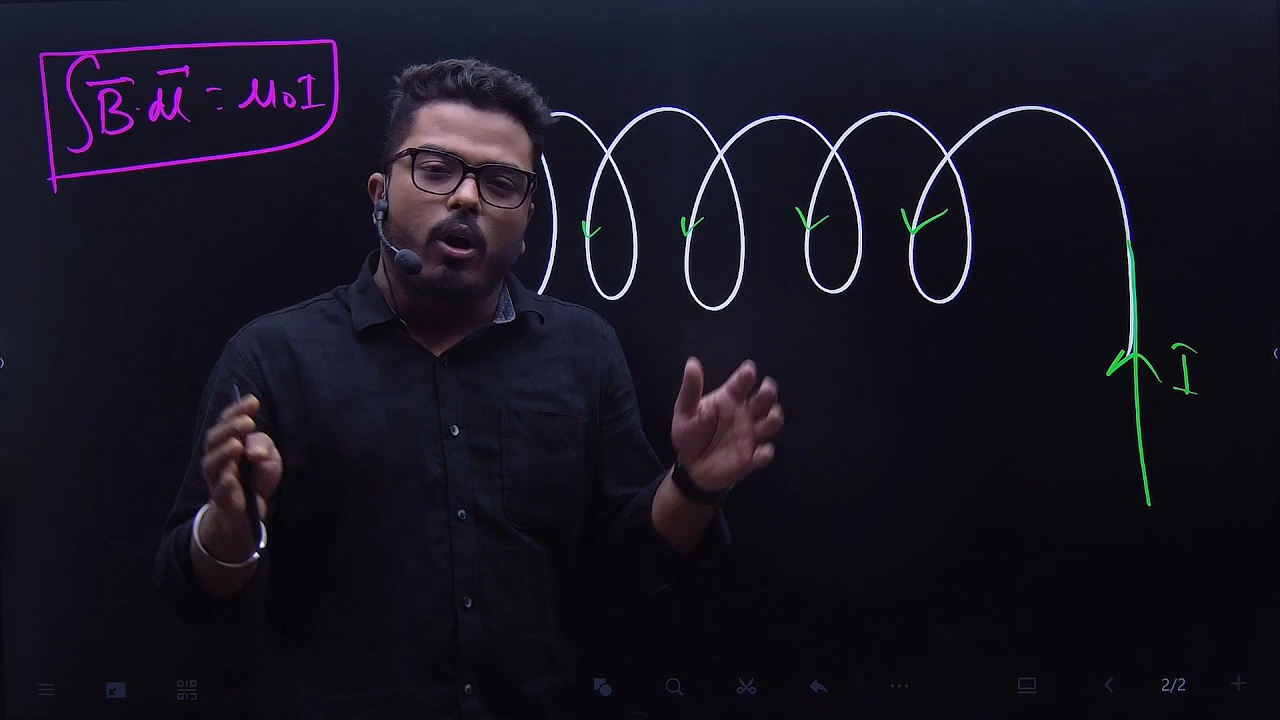 ∫B⃗·dl⃗ = μ₀I
I
2/2